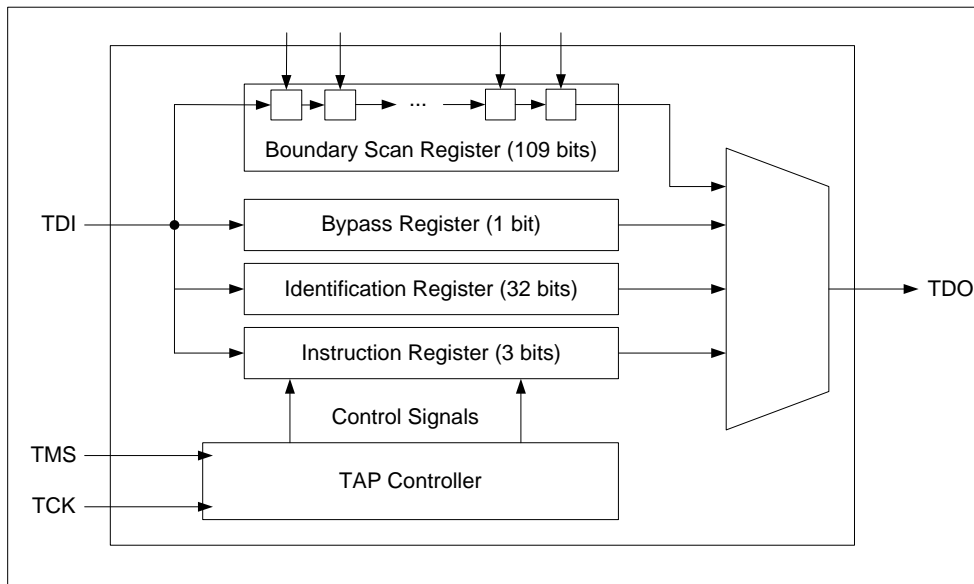 ...
Boundary Scan Register (109 bits)
TDI
Bypass Register (1 bit)
Identification Register (32 bits)
TDO
Instruction Register (3 bits)
Control Signals
TMS
TAP Controller
TCK